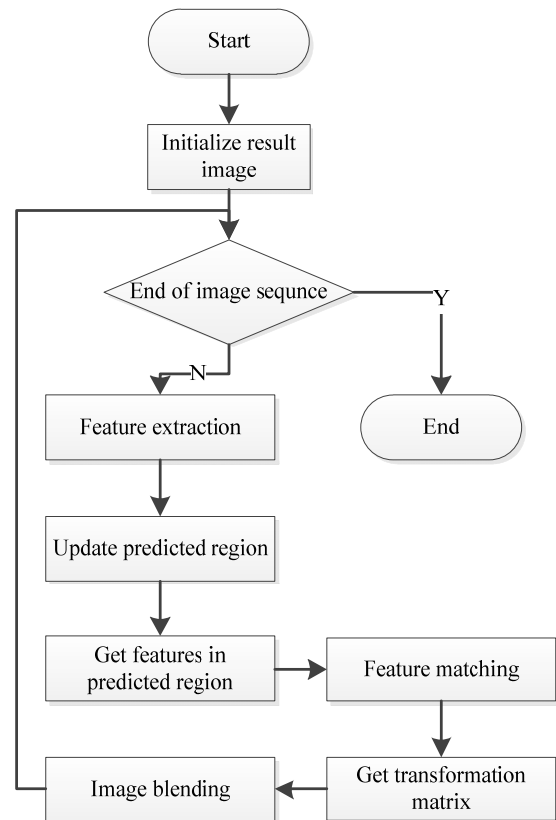 Start
Initialize result
image
End of image sequnce
Y
N
Feature extraction
End
Update predicted region
Get features in
predicted region
Feature matching
Image blending
Get transformation
matrix